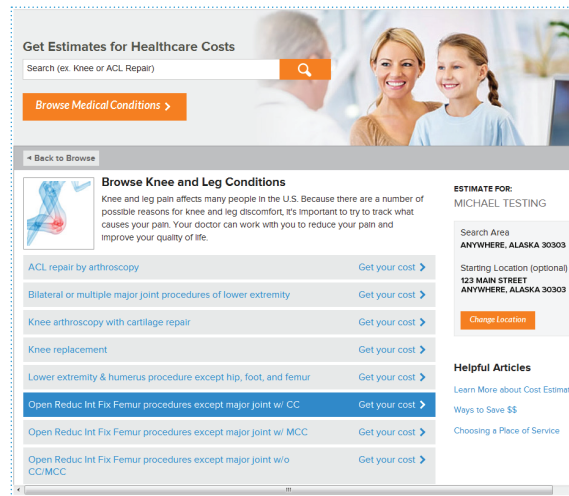 Get Estimates for Healthcare Costs
Search (ex. Knee or ACL Repair)
Browse Medical Conditions >
Back to Browse
Browse Knee and Leg Conditions
Knee and leg pain affects many people in the U.S. Because there are a number of
possible reasons for knee and leg discomfort, it's important to try to track what
causes your pain. Your doctor can work with you to reduce your pain and
improve your quality of life.
ACL repair by arthroscopy Get your cost >
Bilateral or multiple major joint procedures of lower extremity Get your cost >
Knee arthroscopy with cartilage repair Get your cost >
Knee replacement Get your cost >
Lower extremity & humerus procedure except hip, foot, and femur Get your cost >
Open Reduc Int Fix Femur procedures except major joint w/ CC Get your cost >
Open Reduc Int Fix Femur procedures except major joint w/ MCC Get your cost >
Open Reduc Int Fix Femur procedures except major joint w/o Get your cost >
CC/MCC
ESTIMATE FOR:
MICHAEL TESTING
Search Area
ANYWHERE, ALASKA 30303
Starting Location (optional)
123 MAIN STREET
ANYWHERE, ALASKA 30303
Change Location
Helpful Articles
Learn More about Cost Estimat
Ways to Save $$
Choosing a Place of Service